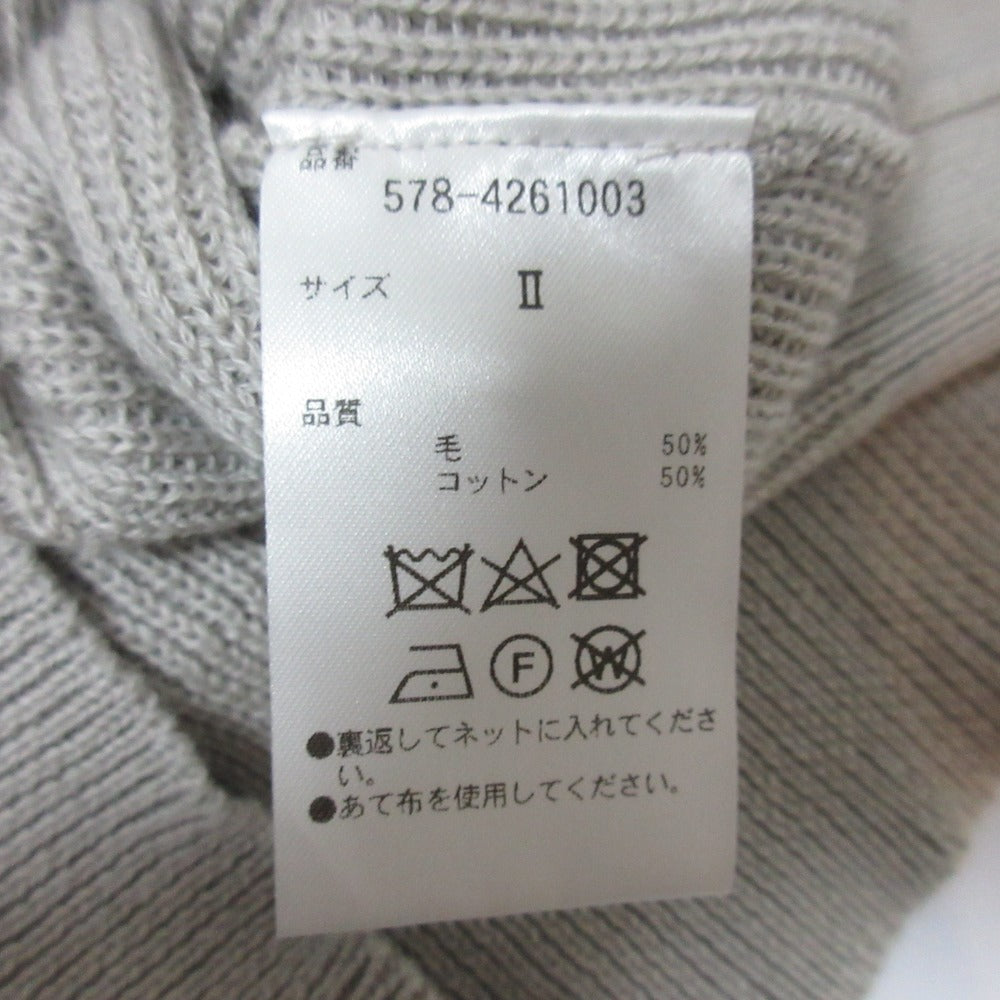 品番
578-4261003
サイズ Ⅱ
品質
毛 50%
コットン 50%
F
W
●裏返してネットに入れてくださ
い。
●あて布を使用してください。